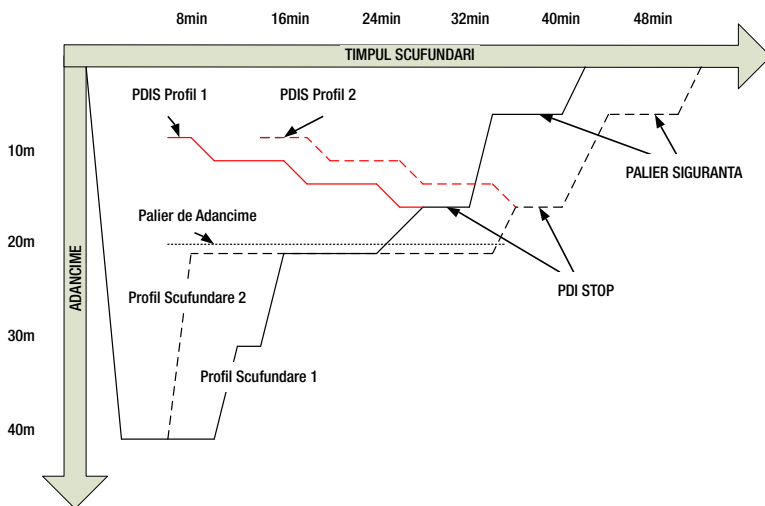 8min 16min 24min 32min 40min 48min
TIMPUL SCUFUNDARI
PDIS Profil 1
PDIS Profil 2
10m
PALIER SIGURANTA
Palier de Adancime
20m
ADANCIME
PDI STOP
Profil Scufundare 2
30m
Profil Scufundare 1
40m